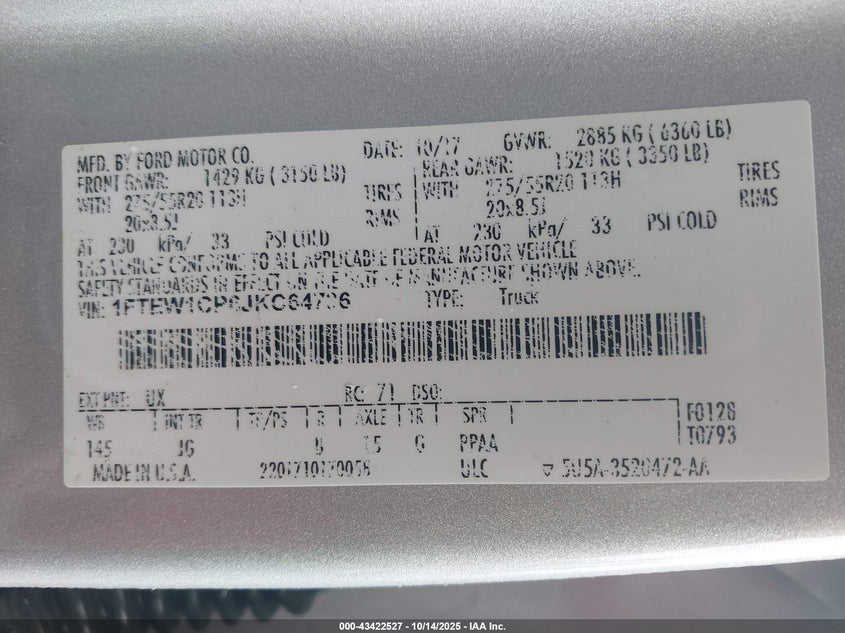 MFD. BY FORD MOTOR CO. DATE: 10/17 GVWR: 2885 KG ( 6360 LB)
FRONT GAWR: 1429 KG ( 3150 LB) REAR GAWR: 1520 KG ( 3350 LB)
WITH 275/55R20 113H TIRES WITH 275/55R20 113H TIRES
20x8.5J RIMS 20x8.5J RIMS
AT 230 kPa/ 33 PSI COLD AT 230 kPa/ 33 PSI COLD
THIS VEHICLE CONFORMS TO ALL APPLICABLE FEDERAL MOTOR VEHICLE
SAFETY STANDARDS IN EFFECT ON THE DATE OF MANUFACTURE SHOWN ABOVE.
VIN: TYPE: Truck
EXT PNT: UX RC: 71 DSO:
WB INT TR TP/PS R AXLE TR SPR F0128
145 JG 15 G PPAA T0793
MADE IN U.S.A. ULC 5U5A-3520472-AA
000-43422527 | 10/14/2025 | IAA Inc.